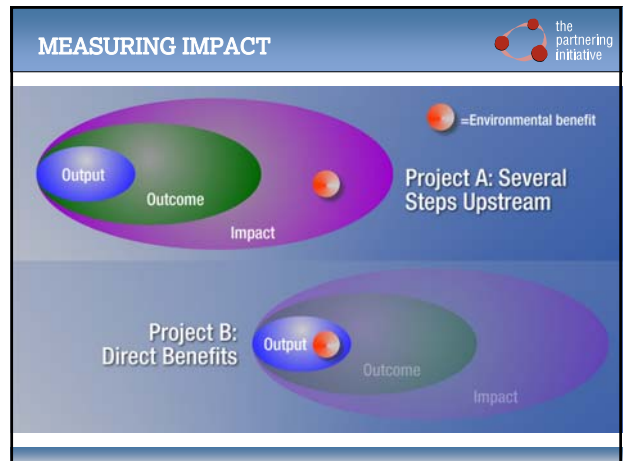 MEASURING IMPACT
the
partnering
initiative
=Environmental benefit
Output
Outcome
Impact
Project A: Several
Steps Upstream
Project B:
Direct Benefits
Output
Outcome
Impact